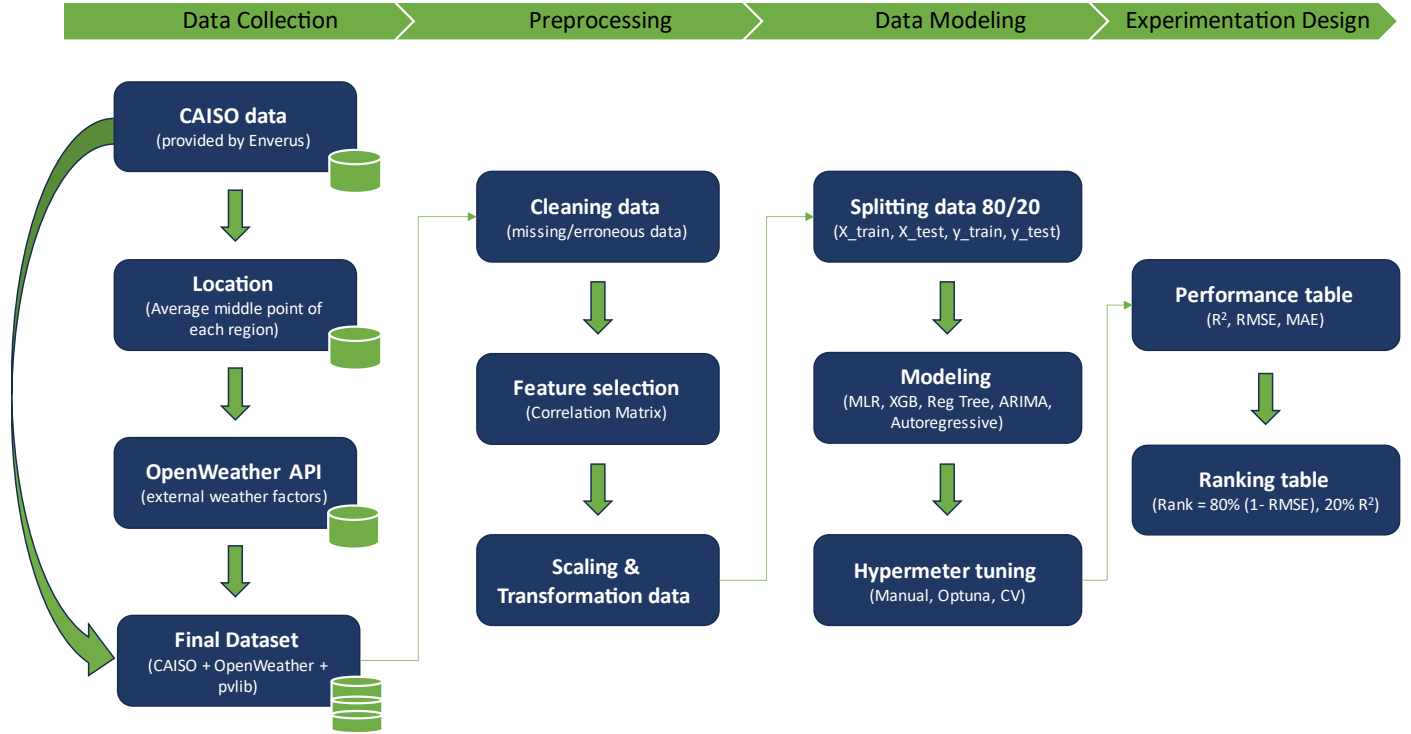 Data Collection
Preprocessing
Data Modeling
Experimentation Design
CAISO data
(provided by Enverus)
Location
(Average middle point of
each region)
OpenWeather API
(external weather factors)
Final Dataset
(CAISO + OpenWeather +
pvlib)
Cleaning data
(missing/erroneous data)
Feature selection
(Correlation Matrix)
Scaling &
Transformation data
Splitting data 80/20
(X_train, X_test, y_train, y_test)
Modeling
(MLR, XGB, Reg Tree, ARIMA,
Autoregressive)
Hypermeter tuning
(Manual, Optuna, CV)
Performance table
(R², RMSE, MAE)
Ranking table
(Rank = 80% (1- RMSE), 20% R²)